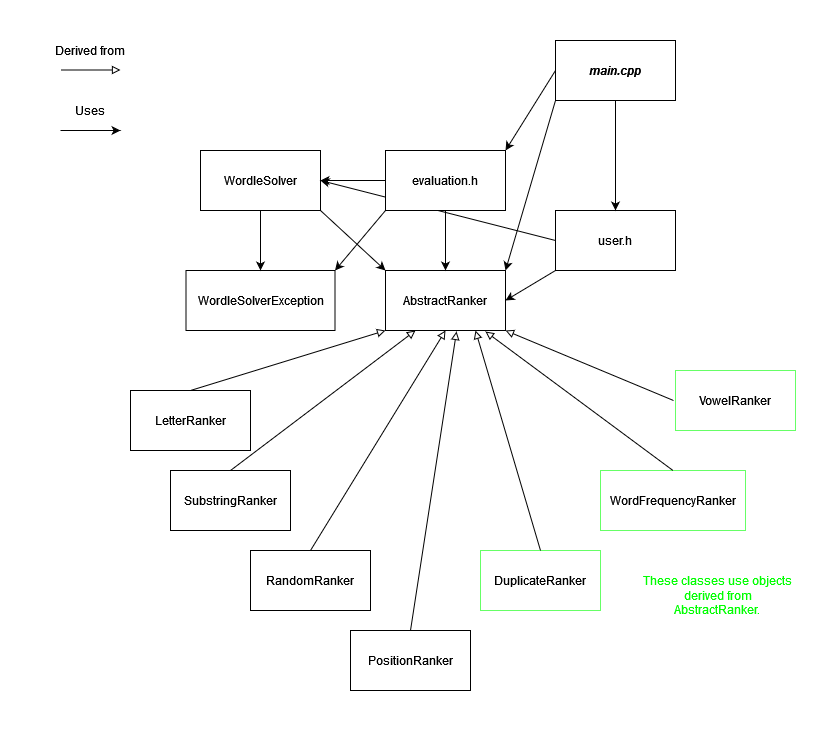 Derived from
main.cpp
Uses
WordleSolver
evaluation.h
user.h
WordleSolverException
AbstractRanker
VowelRanker
LetterRanker
SubstringRanker
WordFrequencyRanker
RandomRanker
DuplicateRanker
These classes use objects
derived from
AbstractRanker.
PositionRanker